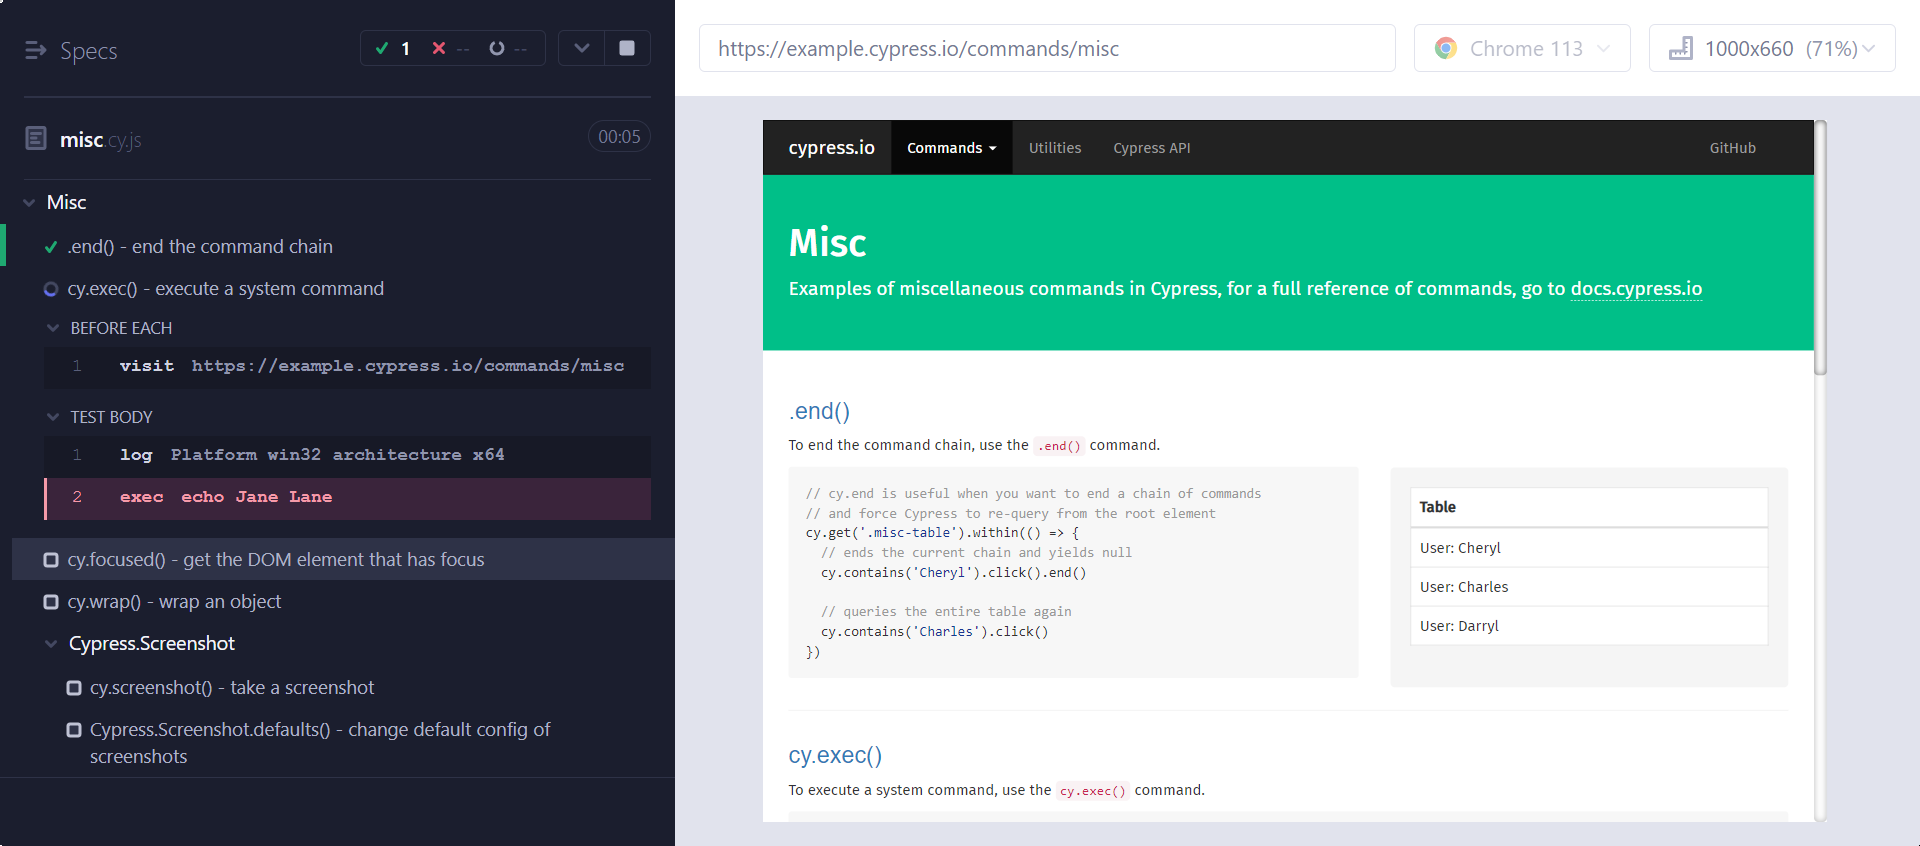 Specs
1 -- --
misc.cy.js 00:05
Misc
.end() - end the command chain
cy.exec() - execute a system command
BEFORE EACH
1 visit https://example.cypress.io/commands/misc
TEST BODY
1 log Platform win32 architecture x64
2 exec echo Jane Lane
cy.focused() - get the DOM element that has focus
cy.wrap() - wrap an object
Cypress.Screenshot
cy.screenshot() - take a screenshot
Cypress.Screenshot.defaults() - change default config of
screenshots
https://example.cypress.io/commands/misc
Chrome 113
1000x660 (71%)
cypress.io Commands Utilities Cypress API GitHub
Misc
Examples of miscellaneous commands in Cypress, for a full reference of commands, go to docs.cypress.io
.end()
To end the command chain, use the .end() command.
// cy.end is useful when you want to end a chain of commands
// and force Cypress to re-query from the root element
cy.get('.misc-table').within(() => {
// ends the current chain and yields null
cy.contains('Cheryl').click().end()
// queries the entire table again
cy.contains('Charles').click()
})
Table
User: Cheryl
User: Charles
User: Darryl
cy.exec()
To execute a system command, use the cy.exec() command.